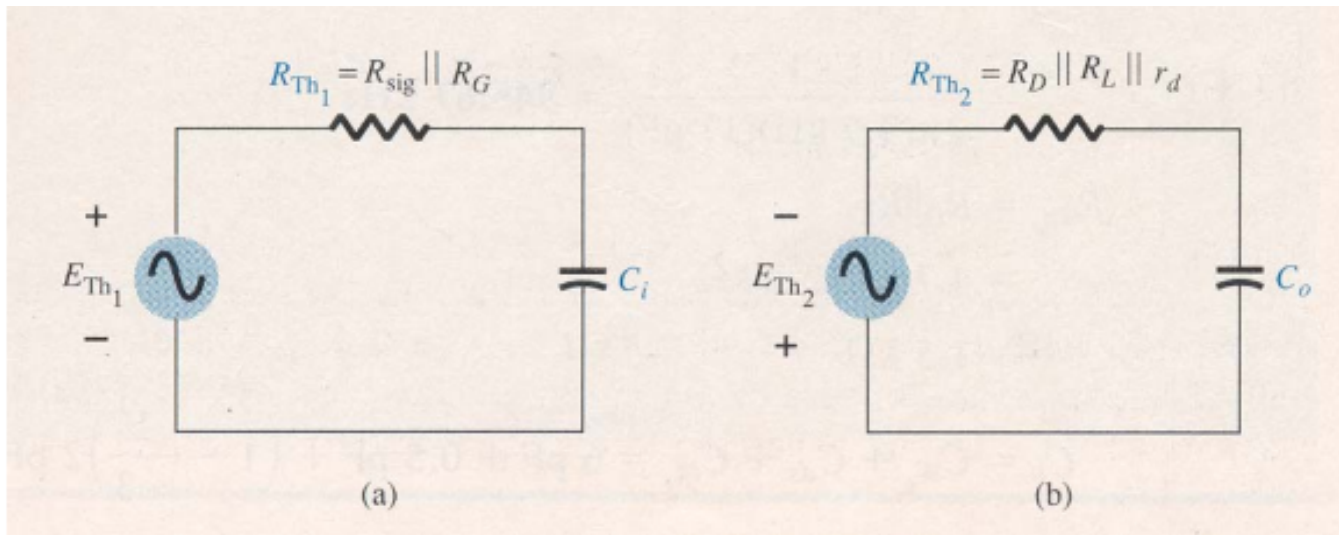 R_Th1 = R_sig || R_G
R_Th2 = R_D || R_L || r_d
+
E_Th1
−
C_i
−
E_Th2
+
C_o
(a)
(b)